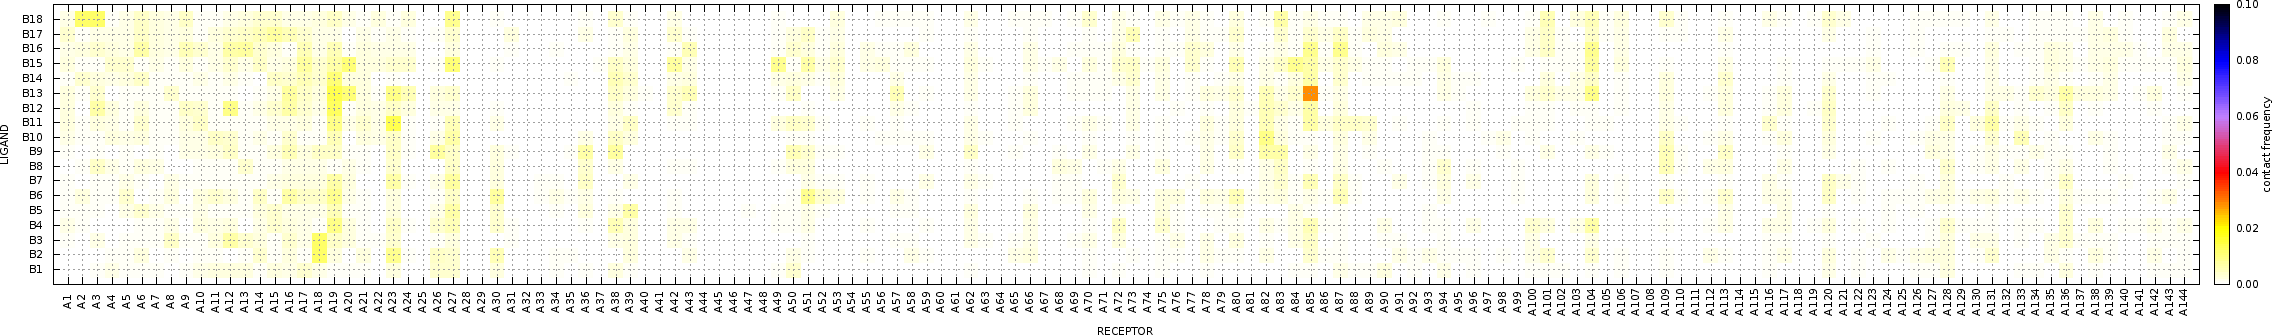 B18
B17
B16
B15
B14
B13
B12
B11
B10
B9
B8
B7
B6
B5
B4
B3
B2
B1
LIGAND
A1 A2 A3 A4 A5 A6 A7 A8 A9 A10 A11 A12 A13 A14 A15 A16 A17 A18 A19 A20 A21 A22 A23 A24 A25 A26 A27 A28 A29 A30 A31 A32 A33 A34 A35 A36 A37 A38 A39 A40 A41 A42 A43 A44 A45 A46 A47 A48 A49 A50 A51 A52 A53 A54 A55 A56 A57 A58 A59 A60 A61 A62 A63 A64 A65 A66 A67 A68 A69 A70 A71 A72 A73 A74 A75 A76 A77 A78 A79 A80 A81 A82 A83 A84 A85 A86 A87 A88 A89 A90 A91 A92 A93 A94 A95 A96 A97 A98 A99 A100 A101 A102 A103 A104 A105 A106 A107 A108 A109 A110 A111 A112 A113 A114 A115 A116 A117 A118 A119 A120 A121 A122 A123 A124 A125 A126 A127 A128 A129 A130 A131 A132 A133 A134 A135 A136 A137 A138 A139 A140 A141 A142 A143 A144
RECEPTOR
0.10
0.08
0.06
0.04
0.02
0.00
contact frequency